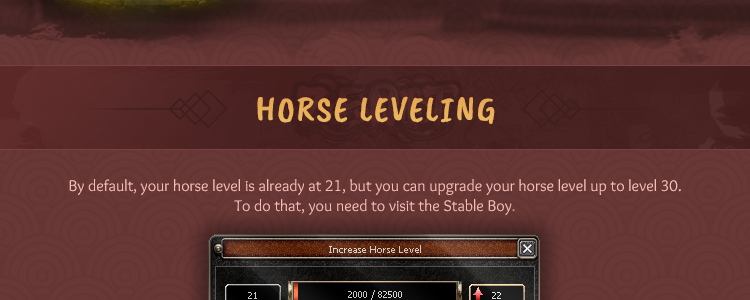 HORSE LEVELING
By default, your horse level is already at 21, but you can upgrade your horse level up to level 30.
To do that, you need to visit the Stable Boy.
Increase Horse Level
21 2000 / 82500 22